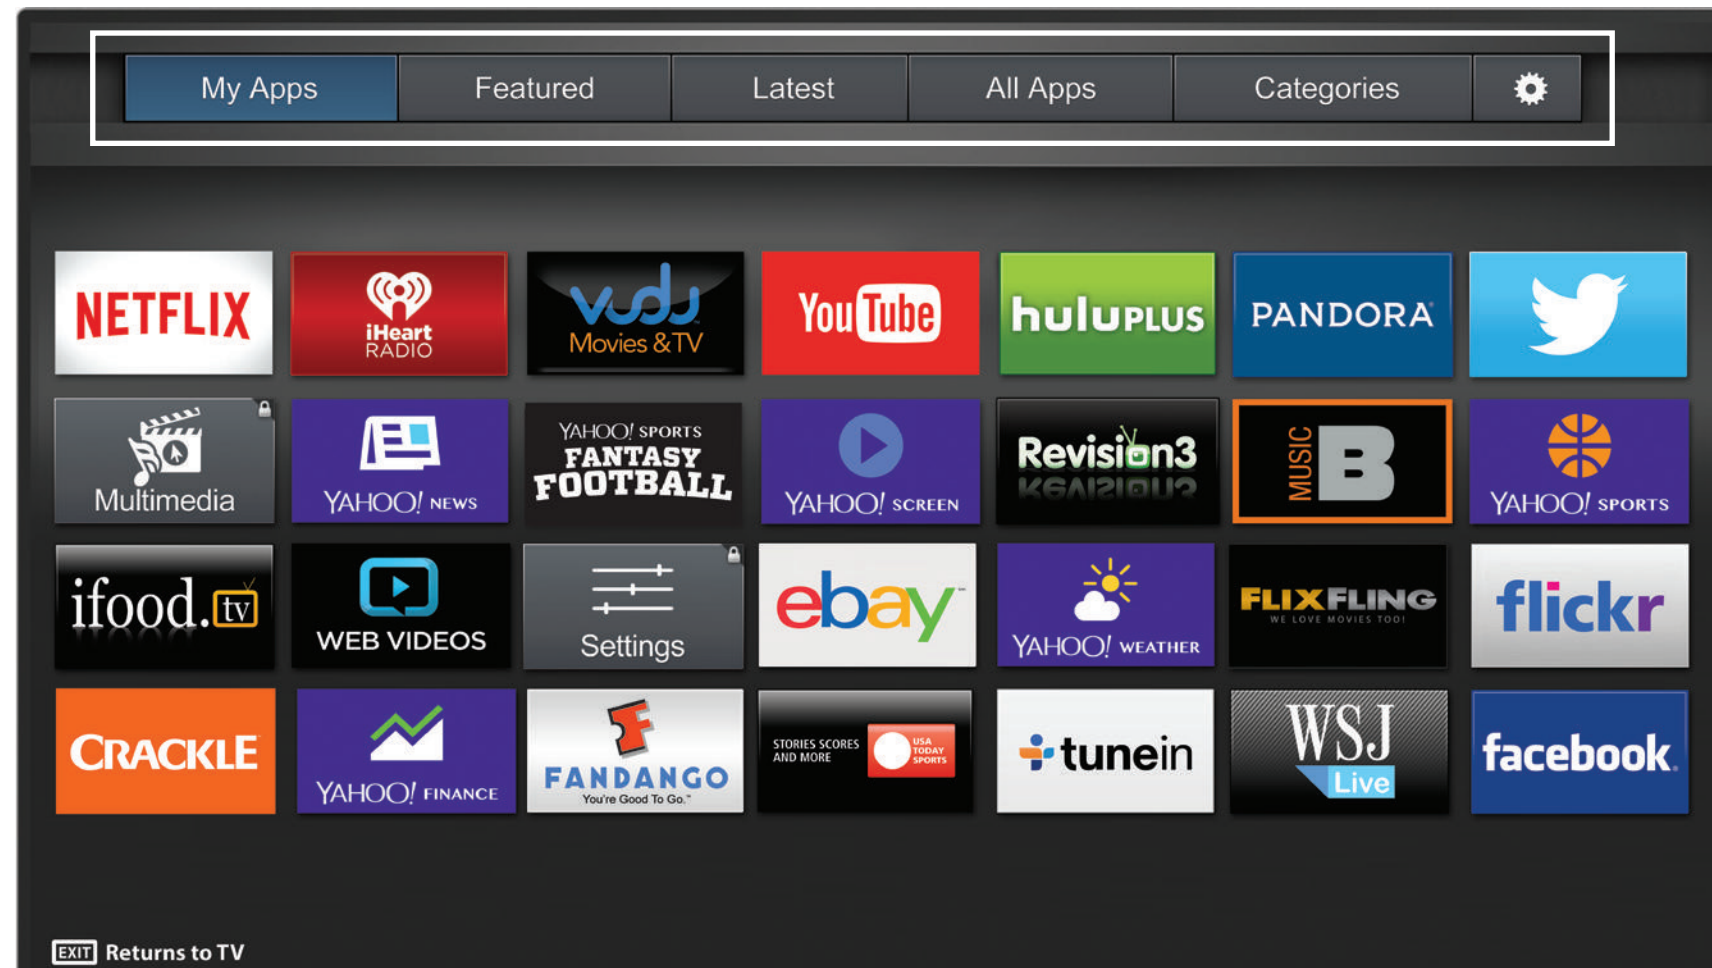 My Apps
Featured
Latest
All Apps
Categories
NETFLIX
iHeart
RADIO
vudu
Movies & TV
YouTube
huluPLUS
PANDORA
Multimedia
YAHOO! NEWS
YAHOO! SPORTS
FANTASY
FOOTBALL
YAHOO! SCREEN
Revision3
MUSIC B
YAHOO! SPORTS
ifood.tv
WEB VIDEOS
Settings
ebay™
YAHOO! WEATHER
FLIXFLING
WE LOVE MOVIES TOO!
flickr
CRACKLE
YAHOO! FINANCE
FANDANGO
You're Good To Go.™
STORIES SCORES
AND MORE
USA
TODAY
SPORTS
tunein
WSJ
Live
facebook
EXIT Returns to TV